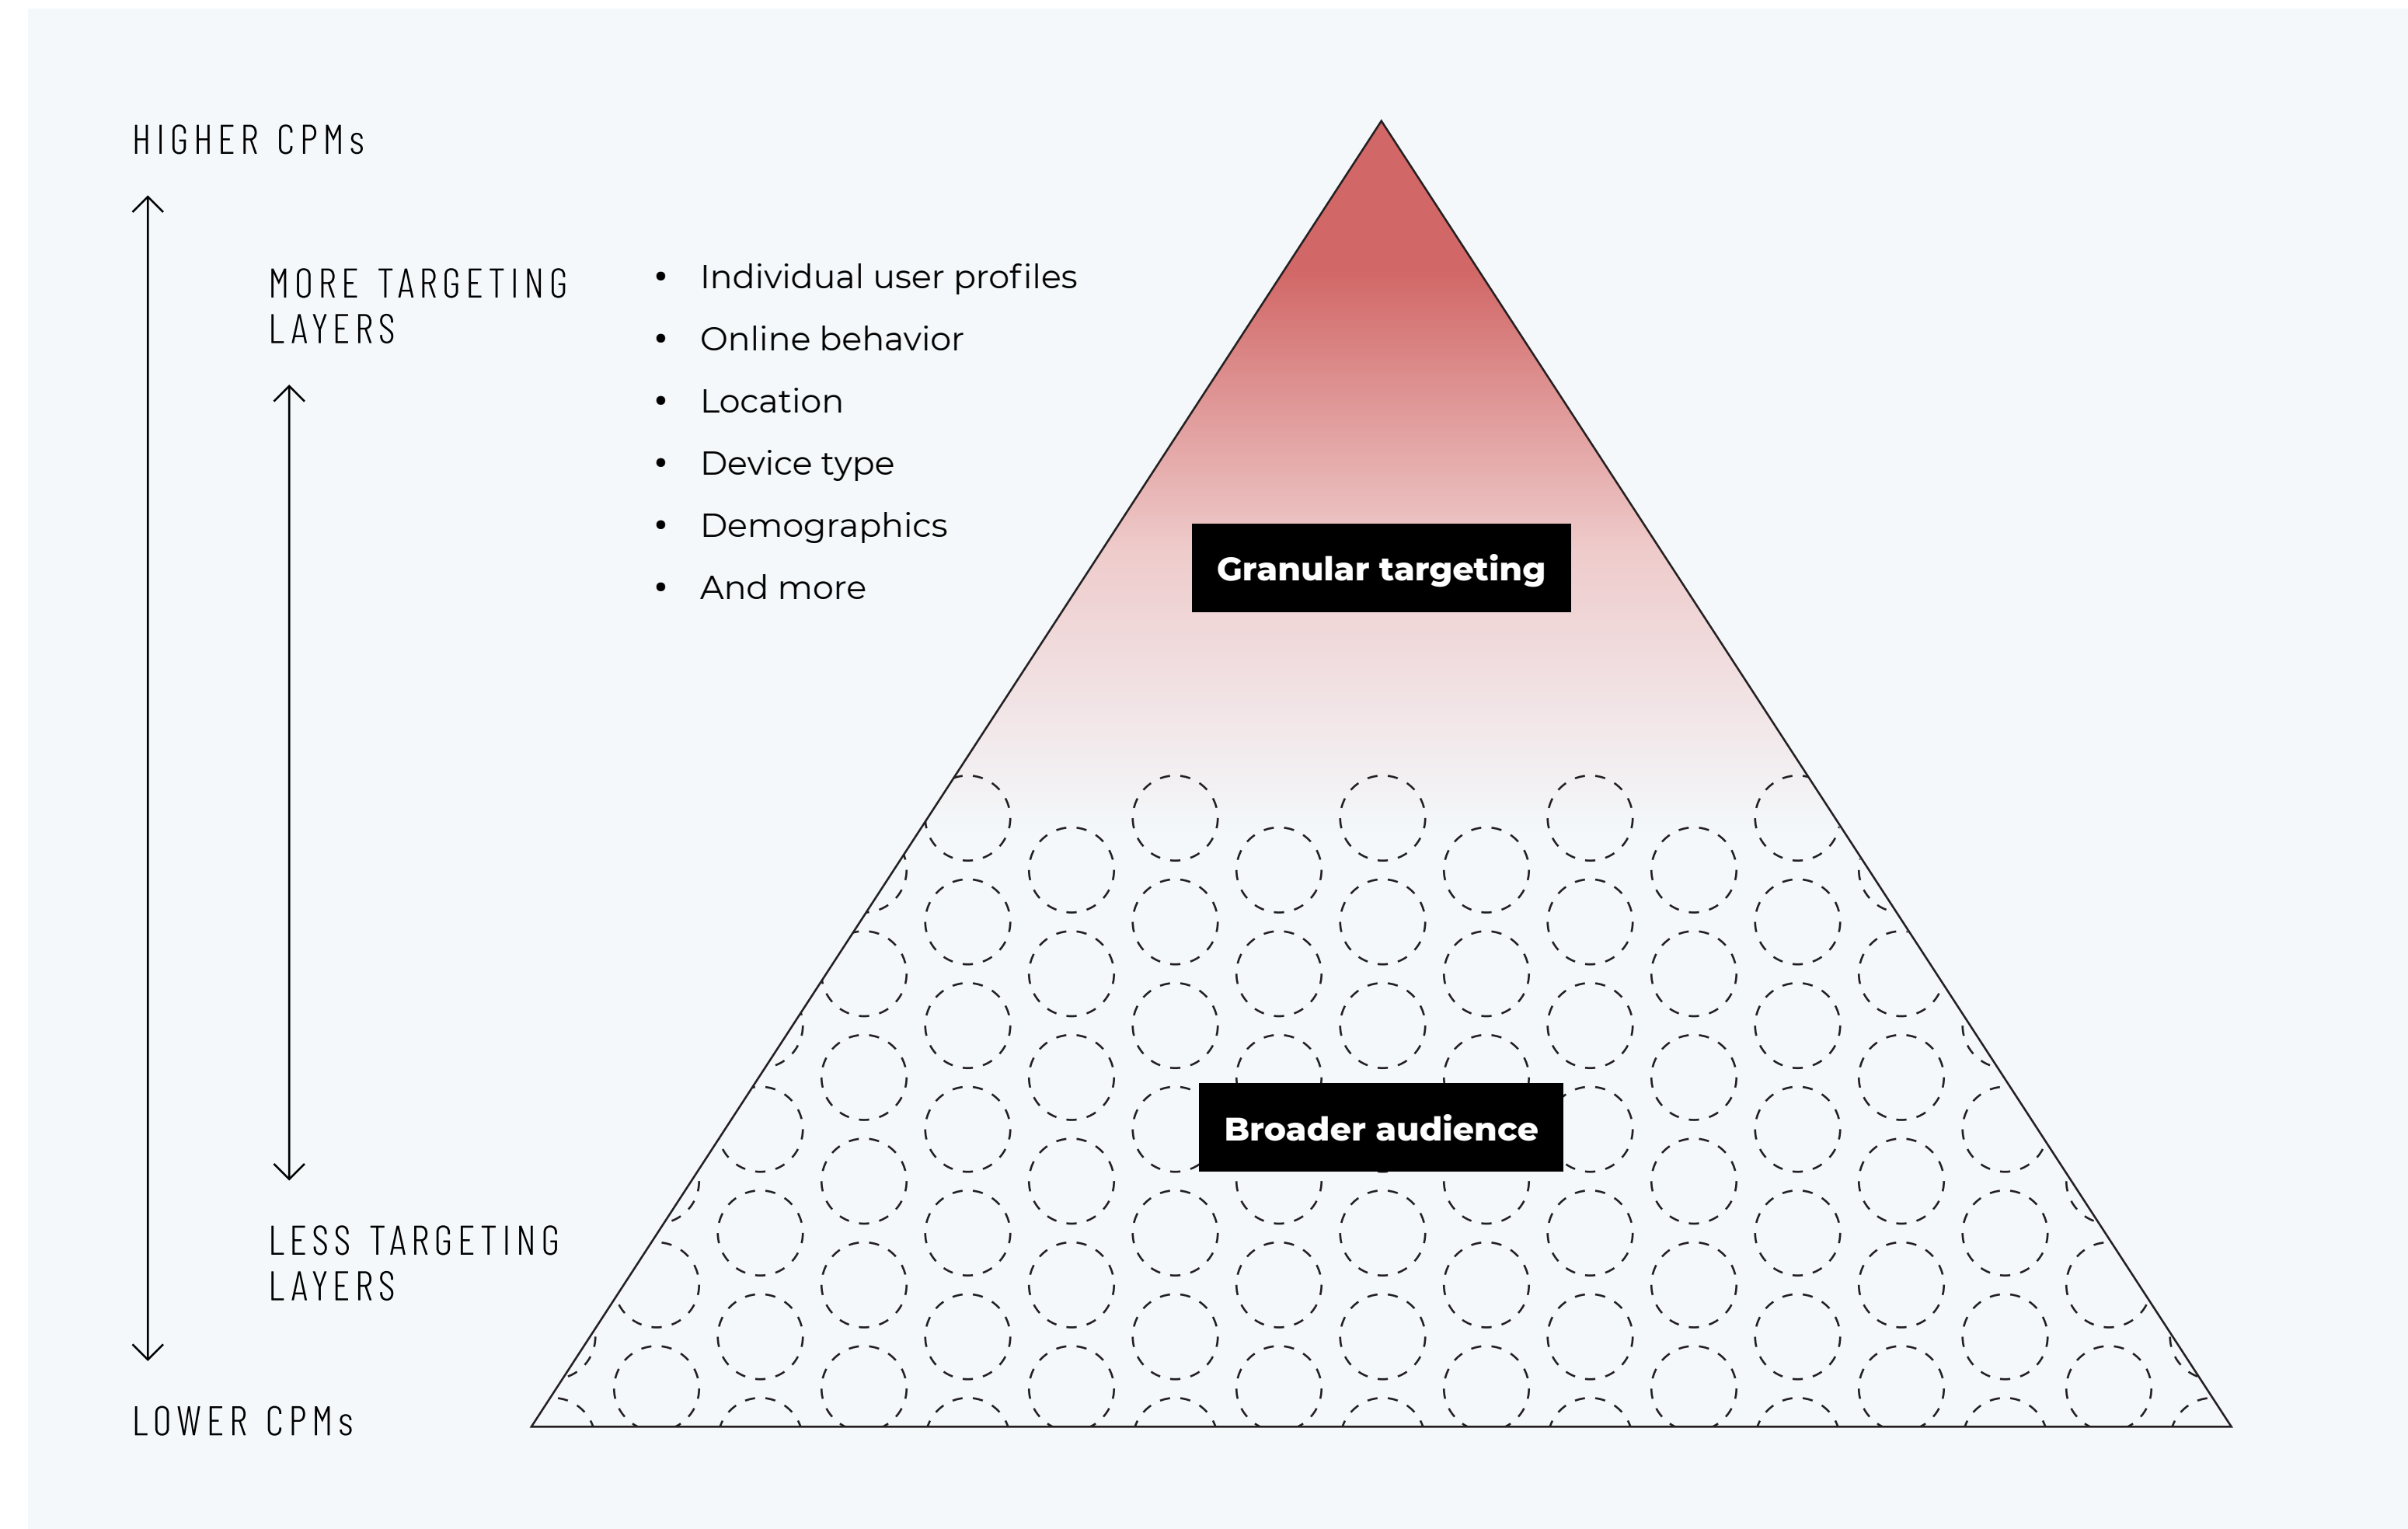 HIGHER CPMs
MORE TARGETING
LAYERS
• Individual user profiles
• Online behavior
• Location
• Device type
• Demographics
• And more
Granular targeting
Broader audience
LESS TARGETING
LAYERS
LOWER CPMs